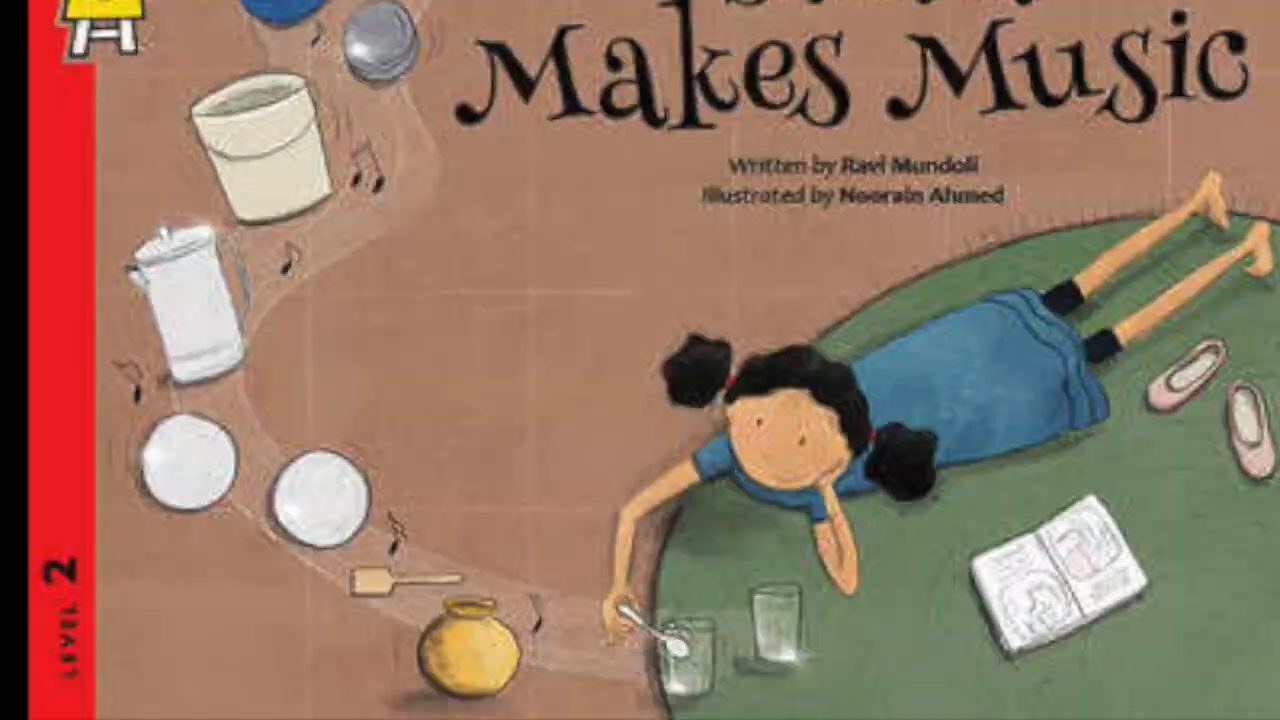 Makes Music
Written by Ravi Mundoli
Illustrated by Noorain Ahmed
LEVEL 2